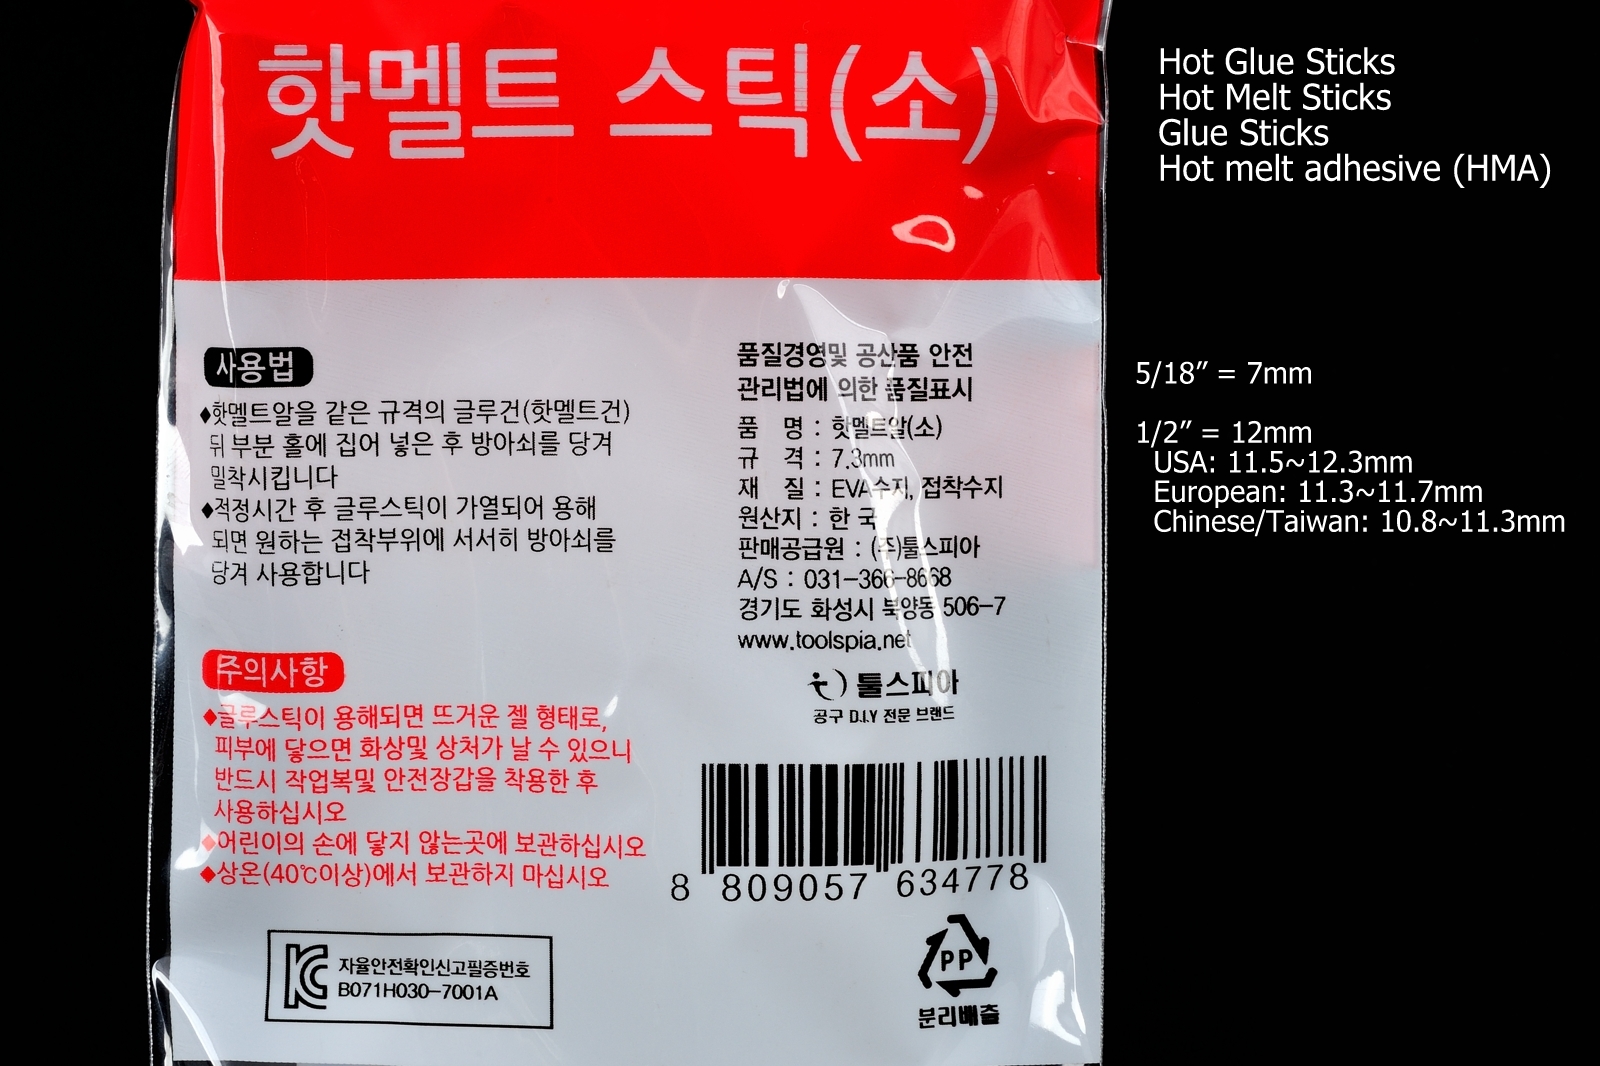 핫멜트 스틱(소)
사용법
♦핫멜트알을 같은 규격의 글루건(핫멜트건)
뒤 부분 홀에 집어 넣은 후 방아쇠를 당겨
밀착시킵니다
♦적정시간 후 글루스틱이 가열되어 용해
되면 원하는 접착부위에 서서히 방아쇠를
당겨 사용합니다
주의사항
♦글루스틱이 용해되면 뜨거운 젤 형태로,
피부에 닿으면 화상및 상처가 날 수 있으니
반드시 작업복및 안전장갑을 착용한 후
사용하십시오
♦어린이의 손에 닿지 않는곳에 보관하십시오
♦상온(40℃이상)에서 보관하지 마십시오
KC
자율안전확인신고필증번호
B071H030-7001A
품질경영및 공산품 안전
관리법에 의한 품질표시
품 명 : 핫멜트알(소)
규 격 : 7.3mm
재 질 : EVA수지, 접착수지
원산지 : 한 국
판매공급원 : (주)툴스피아
A/S : 031-366-8668
경기도 화성시 북양동 506-7
www.toolspia.net
툴스피아
공구 D.I.Y 전문 브랜드
8 809057 634778
PP
분리배출
Hot Glue Sticks
Hot Melt Sticks
Glue Sticks
Hot melt adhesive (HMA)
5/18” = 7mm
1/2” = 12mm
USA: 11.5~12.3mm
European: 11.3~11.7mm
Chinese/Taiwan: 10.8~11.3mm